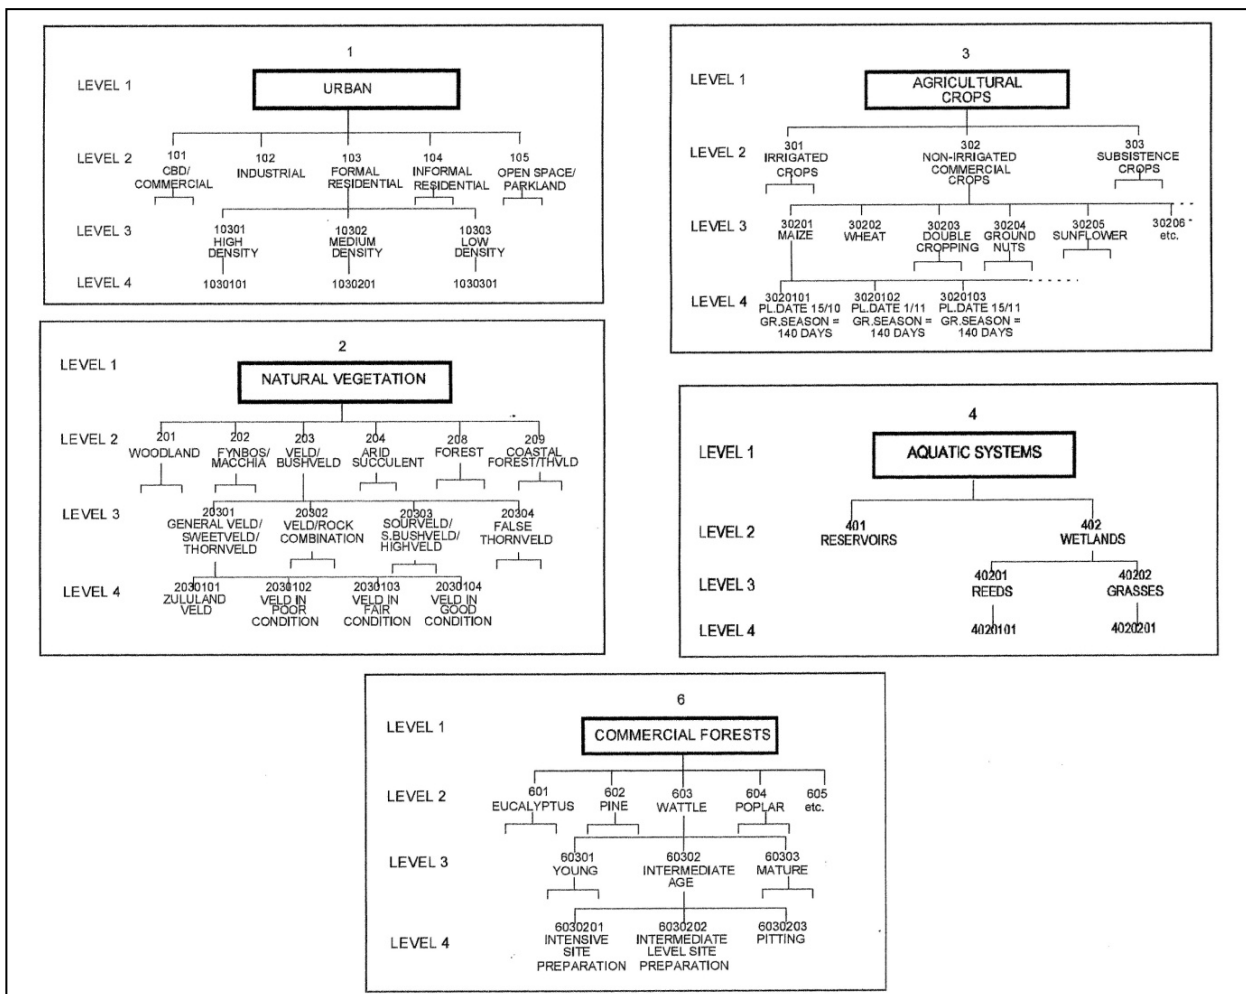 1
LEVEL 1
URBAN
LEVEL 2
101
CBD/
COMMERCIAL
102
INDUSTRIAL
103
FORMAL
RESIDENTIAL
104
INFORMAL
RESIDENTIAL
105
OPEN SPACE/
PARKLAND
LEVEL 3
10301
HIGH
DENSITY
10302
MEDIUM
DENSITY
10303
LOW
DENSITY
LEVEL 4
1030101
1030201
1030301
2
LEVEL 1
NATURAL VEGETATION
LEVEL 2
201
WOODLAND
202
FYNBOS/
MACCHIA
203
VELD/
BUSHVELD
204
ARID
SUCCULENT
208
FOREST
209
COASTAL
FOREST/THVLD
LEVEL 3
20301
GENERAL VELD/
SWEETVELD/
THORNVELD
20302
VELD/ROCK
COMBINATION
20303
SOURVELD/
S.BUSHVELD/
HIGHVELD
20304
FALSE
THORNVELD
LEVEL 4
2030101
ZULULAND
VELD
2030102
VELD IN
POOR
CONDITION
2030103
VELD IN
FAIR
CONDITION
2030104
VELD IN
GOOD
CONDITION
3
LEVEL 1
AGRICULTURAL
CROPS
LEVEL 2
301
IRRIGATED
CROPS
302
NON-IRRIGATED
COMMERCIAL
CROPS
303
SUBSISTENCE
CROPS
LEVEL 3
30201
MAIZE
30202
WHEAT
30203
DOUBLE
CROPPING
30204
GROUND
NUTS
30205
SUNFLOWER
30206
etc.
LEVEL 4
3020101
PL.DATE 15/10
GR.SEASON =
140 DAYS
3020102
PL.DATE 1/11
GR.SEASON =
140 DAYS
3020103
PL.DATE 15/11
GR.SEASON =
140 DAYS
4
LEVEL 1
AQUATIC SYSTEMS
LEVEL 2
401
RESERVOIRS
402
WETLANDS
LEVEL 3
40201
REEDS
40202
GRASSES
LEVEL 4
4020101
4020201
6
LEVEL 1
COMMERCIAL FORESTS
LEVEL 2
601
EUCALYPTUS
602
PINE
603
WATTLE
604
POPLAR
605
etc.
LEVEL 3
60301
YOUNG
60302
INTERMEDIATE
AGE
60303
MATURE
LEVEL 4
6030201
INTENSIVE
SITE
PREPARATION
6030202
INTERMEDIATE
LEVEL SITE
PREPARATION
6030203
PITTING